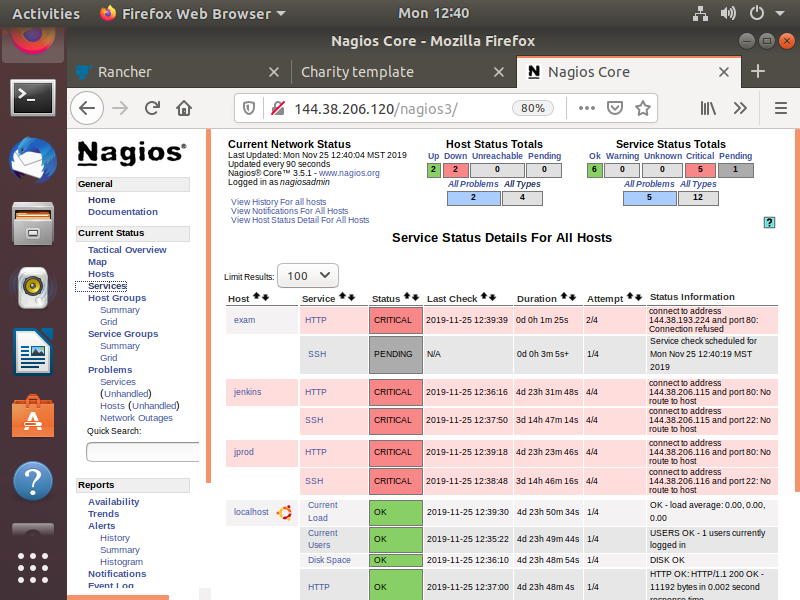 Activities Firefox Web Browser Mon 12:40
Nagios Core - Mozilla Firefox
Rancher Charity template Nagios Core
144.38.206.120/nagios3/ 80%
Nagios®
General
Home
Documentation
Current Status
Tactical Overview
Map
Hosts
Services
Host Groups
Summary
Grid
Service Groups
Summary
Grid
Problems
Services
(Unhandled)
Hosts (Unhandled)
Network Outages
Quick Search:
Reports
Availability
Trends
Alerts
History
Summary
Histogram
Notifications
Event Log
Current Network Status
Last Updated: Mon Nov 25 12:40:04 MST 2019
Updated every 90 seconds
Nagios® Core™ 3.5.1 - www.nagios.org
Logged in as nagiosadmin
View History For all hosts
View Notifications For All Hosts
View Host Status Detail For All Hosts
Host Status Totals
Up Down Unreachable Pending
2 2 0 0
All Problems All Types
2 4
Service Status Totals
Ok Warning Unknown Critical Pending
6 0 0 5 1
All Problems All Types
5 12
?
Service Status Details For All Hosts
Limit Results: 100
Host Service Status Last Check Duration Attempt Status Information
exam HTTP CRITICAL 2019-11-25 12:39:39 0d 0h 1m 25s 2/4 connect to address
144.38.193.224 and port 80:
Connection refused
SSH PENDING N/A 0d 0h 3m 5s+ 1/4 Service check scheduled for
Mon Nov 25 12:40:19 MST
2019
jenkins HTTP CRITICAL 2019-11-25 12:36:16 4d 23h 31m 48s 4/4 connect to address
144.38.206.115 and port 80: No
route to host
SSH CRITICAL 2019-11-25 12:37:50 3d 14h 47m 14s 4/4 connect to address
144.38.206.115 and port 22: No
route to host
jprod HTTP CRITICAL 2019-11-25 12:39:18 4d 23h 23m 46s 4/4 connect to address
144.38.206.116 and port 80: No
route to host
SSH CRITICAL 2019-11-25 12:38:48 3d 14h 46m 16s 4/4 connect to address
144.38.206.116 and port 22: No
route to host
localhost Current
Load OK 2019-11-25 12:39:30 4d 23h 50m 34s 1/4 OK - load average: 0.00, 0.00,
0.00
Current
Users OK 2019-11-25 12:35:22 4d 23h 49m 44s 1/4 USERS OK - 1 users currently
logged in
Disk Space OK 2019-11-25 12:36:10 4d 23h 48m 54s 1/4 DISK OK
HTTP OK 2019-11-25 12:37:00 4d 23h 48m 4s 1/4 HTTP OK: HTTP/1.1 200 OK -
11192 bytes in 0.002 second
response time